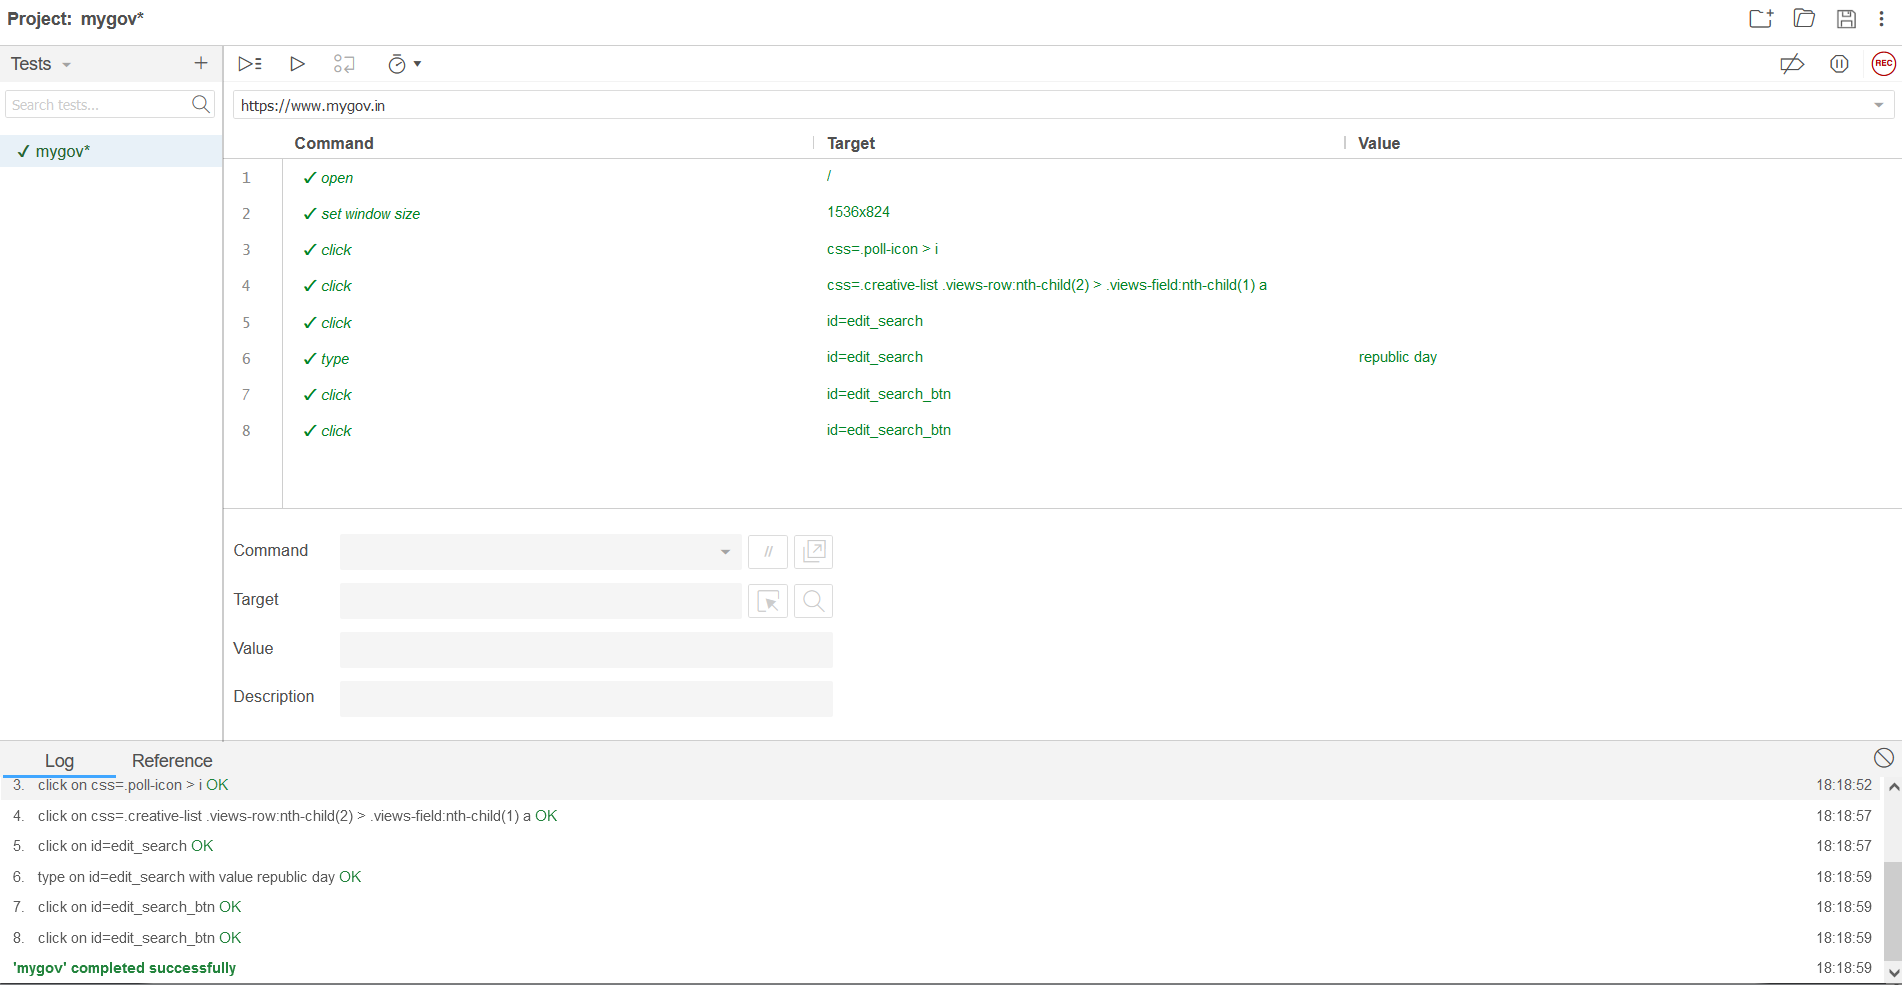 Project: mygov*
Tests
Search tests...
✓ mygov*
REC
https://www.mygov.in
Command Target Value
1 ✓ open /
2 ✓ set window size 1536x824
3 ✓ click css=.poll-icon > i
4 ✓ click css=.creative-list .views-row:nth-child(2) > .views-field:nth-child(1) a
5 ✓ click id=edit_search
6 ✓ type id=edit_search republic day
7 ✓ click id=edit_search_btn
8 ✓ click id=edit_search_btn
Command //
Target
Value
Description
Log Reference
3. click on css=.poll-icon > i OK 18:18:52
4. click on css=.creative-list .views-row:nth-child(2) > .views-field:nth-child(1) a OK 18:18:57
5. click on id=edit_search OK 18:18:57
6. type on id=edit_search with value republic day OK 18:18:59
7. click on id=edit_search_btn OK 18:18:59
8. click on id=edit_search_btn OK 18:18:59
'mygov' completed successfully 18:18:59